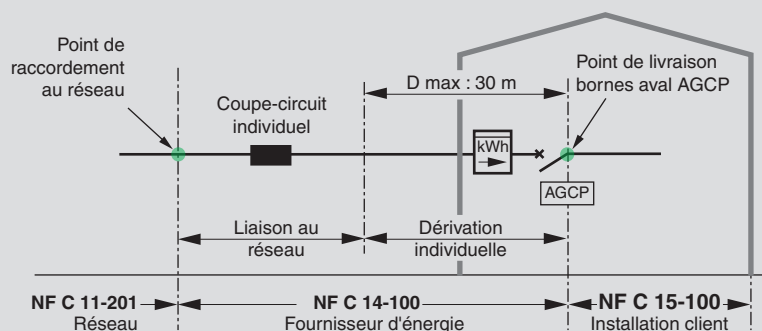 Point de
raccordement
au réseau
Coupe-circuit
individuel
D max : 30 m
Point de livraison
bornes aval AGCP
kWh
AGCP
Liaison au
réseau
Dérivation
individuelle
NF C 11-201
Réseau
NF C 14-100
Fournisseur d'énergie
NF C 15-100
Installation client